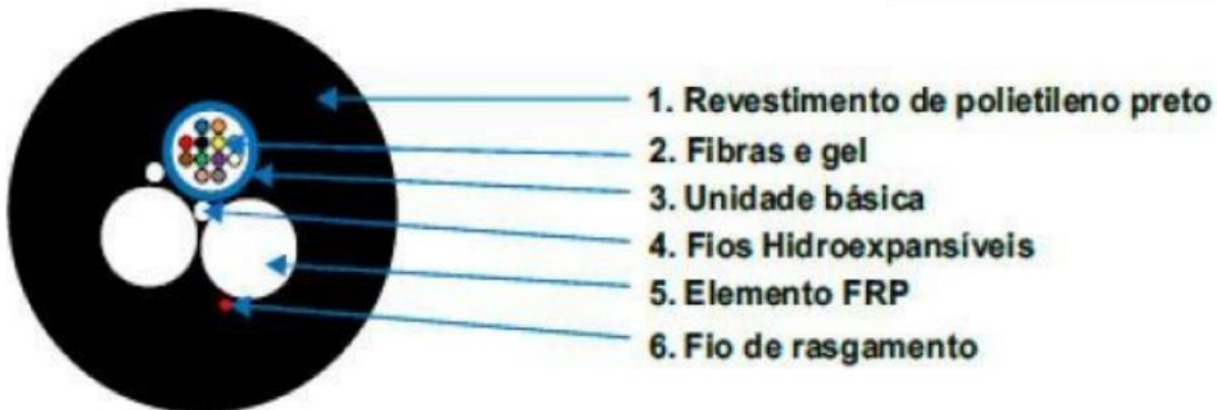 1. Revestimento de polietileno preto
2. Fibras e gel
3. Unidade básica
4. Fios Hidroexpansíveis
5. Elemento FRP
6. Fio de rasgamento